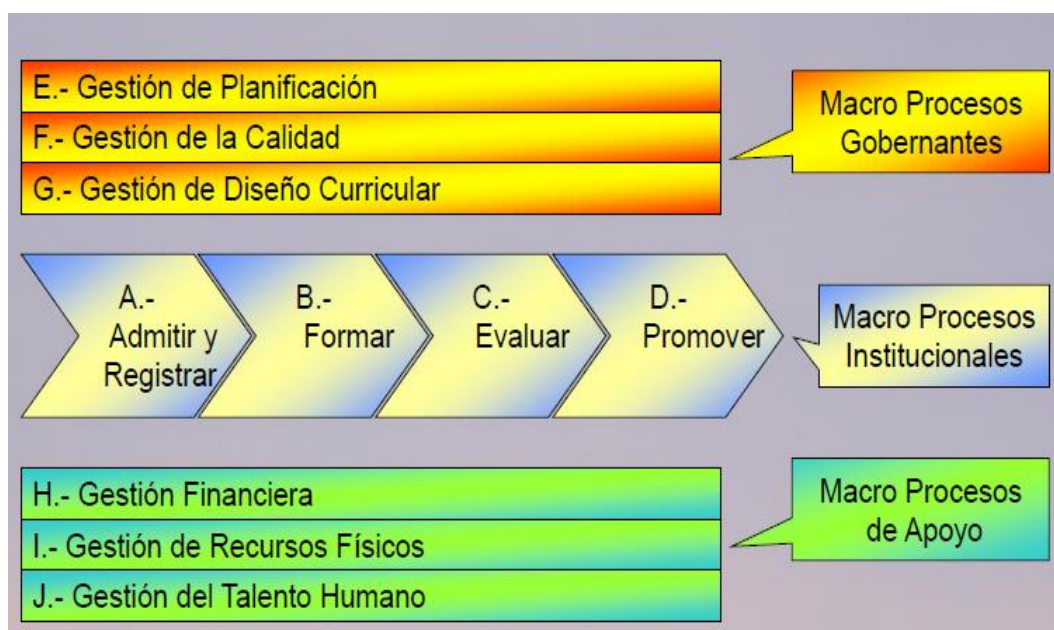 E.- Gestión de Planificación
F.- Gestión de la Calidad
G.- Gestión de Diseño Curricular
Macro Procesos
Gobernantes
A.-
Admitir y
Registrar
B.-
Formar
C.-
Evaluar
D.-
Promover
Macro Procesos
Institucionales
H.- Gestión Financiera
I.- Gestión de Recursos Físicos
J.- Gestión del Talento Humano
Macro Procesos
de Apoyo